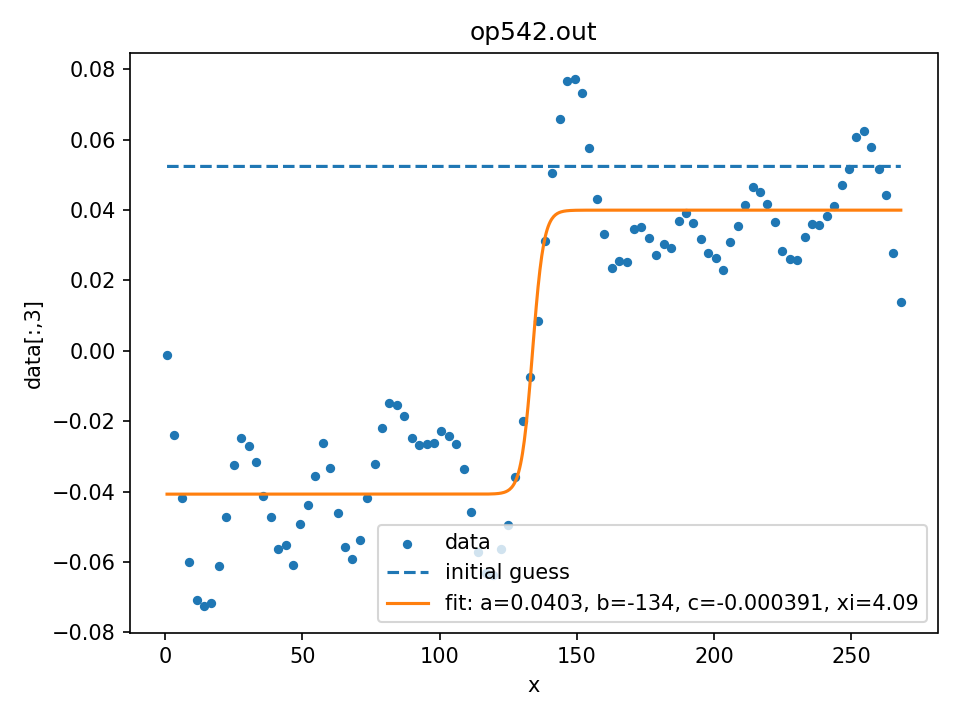 op542.out
0.08
0.06
0.04
0.02
0.00
−0.02
−0.04
−0.06
−0.08
data[:,3]
data
initial guess
fit: a=0.0403, b=-134, c=-0.000391, xi=4.09
0 50 100 150 200 250
x